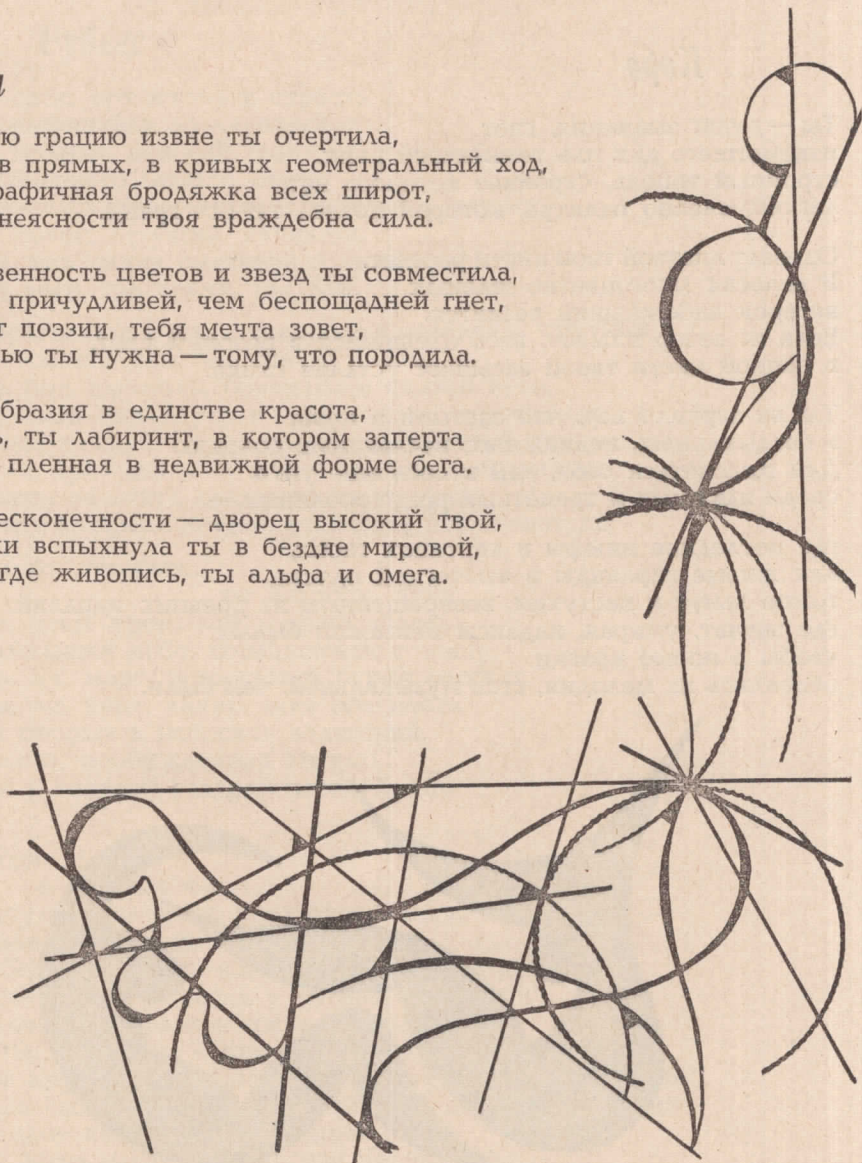 ю грацию извне ты очертила,
в прямых, в кривых геометральный ход,
рафичная бродяжка всех широт,
неясности твоя враждебна сила.
венность цветов и звезд ты совместила,
причудливей, чем беспощадней гнет,
г поэзии, тебя мечта зовет,
ью ты нужна — тому, что породила.
бразия в единстве красота,
ь, ты лабиринт, в котором заперта
пленная в недвижной форме бега.
есконечности — дворец высокий твой,
ки вспыхнула ты в бездне мировой,
где живопись, ты альфа и омега.